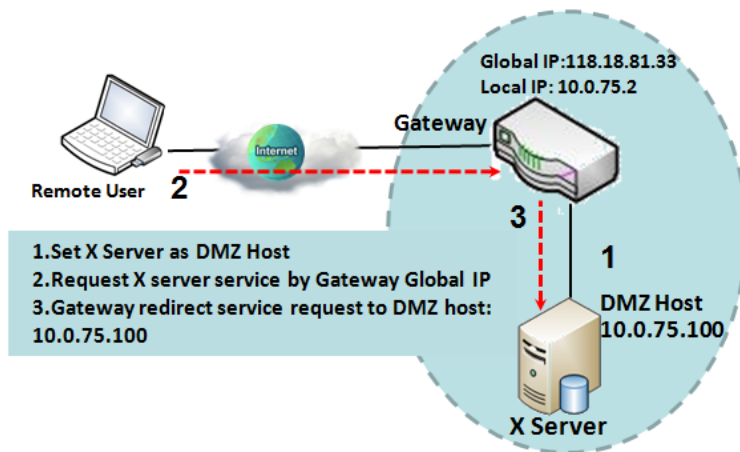 Global IP:118.18.81.33
Local IP: 10.0.75.2
Gateway
Internet
Remote User
2
3
1
1.Set X Server as DMZ Host
2.Request X server service by Gateway Global IP
3.Gateway redirect service request to DMZ host:
10.0.75.100
DMZ Host
10.0.75.100
X Server